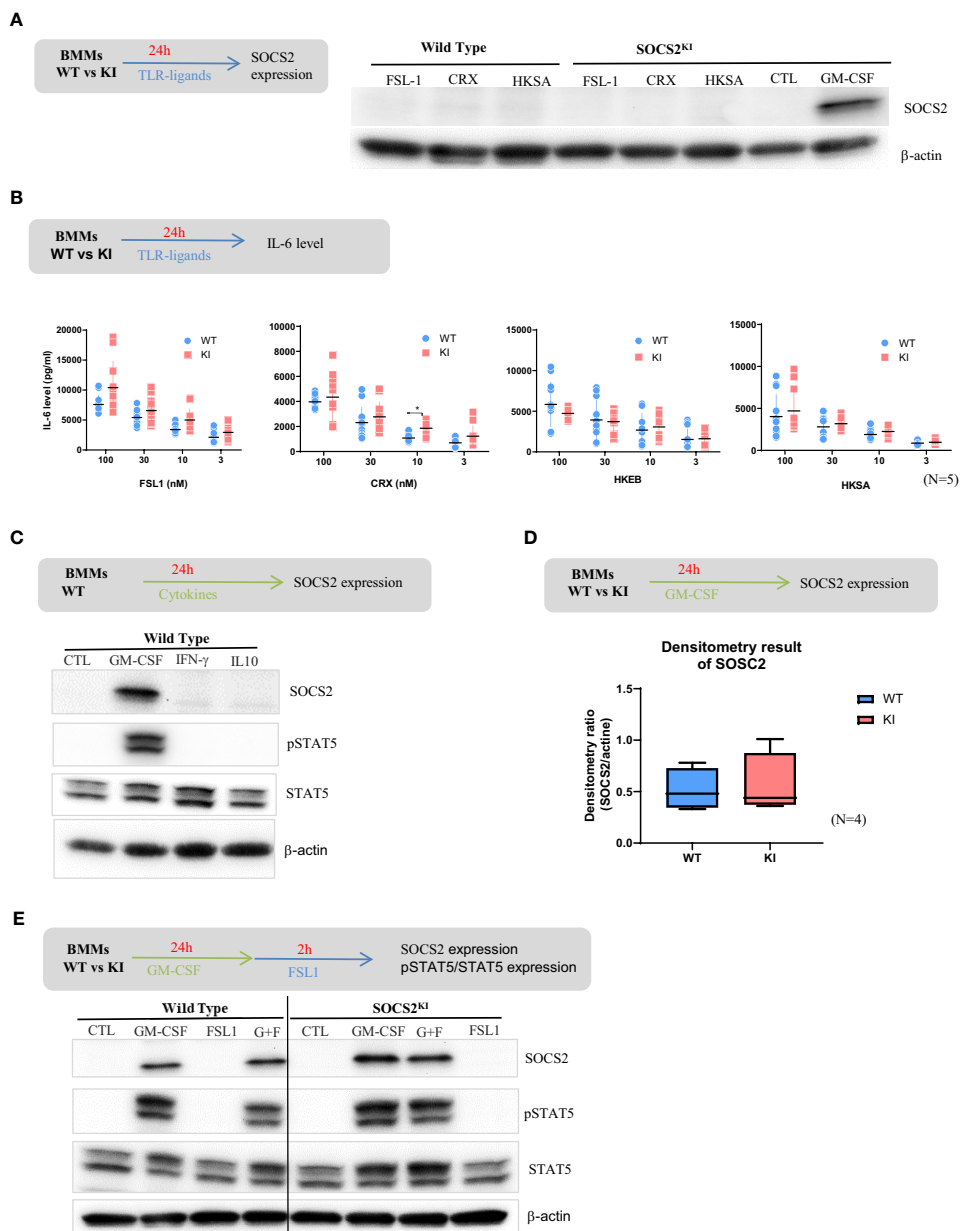 A
BMMs
WT vs KI
24h
TLR-ligands
SOCS2
expression
Wild Type SOCS2KI
FSL-1 CRX HKSA FSL-1 CRX HKSA CTL GM-CSF
SOCS2
β-actin
B
BMMs
WT vs KI
24h
TLR-ligands
IL-6 level
IL-6 level (pg/ml)
20000
15000
10000
5000
0
WT
KI
100 30 10 3
FSL1 (nM)
10000
8000
6000
4000
2000
0
WT
KI
*
100 30 10 3
CRX (nM)
15000
10000
5000
0
WT
KI
100 30 10 3
HKEB
15000
10000
5000
0
WT
KI
100 30 10 3
HKSA
(N=5)
C
BMMs
WT
24h
Cytokines
SOCS2 expression
Wild Type
CTL GM-CSF IFN-γ IL10
SOCS2
pSTAT5
STAT5
β-actin
D
BMMs
WT vs KI
24h
GM-CSF
SOCS2 expression
Densitometry result
of SOSC2
Densitometry ratio
(SOCS2/actine)
1.5
1.0
0.5
0.0
WT KI
WT
KI
(N=4)
E
BMMs
WT vs KI
24h
GM-CSF
2h
FSL1
SOCS2 expression
pSTAT5/STAT5 expression
Wild Type SOCS2KI
CTL GM-CSF FSL1 G+F CTL GM-CSF G+F FSL1
SOCS2
pSTAT5
STAT5
β-actin